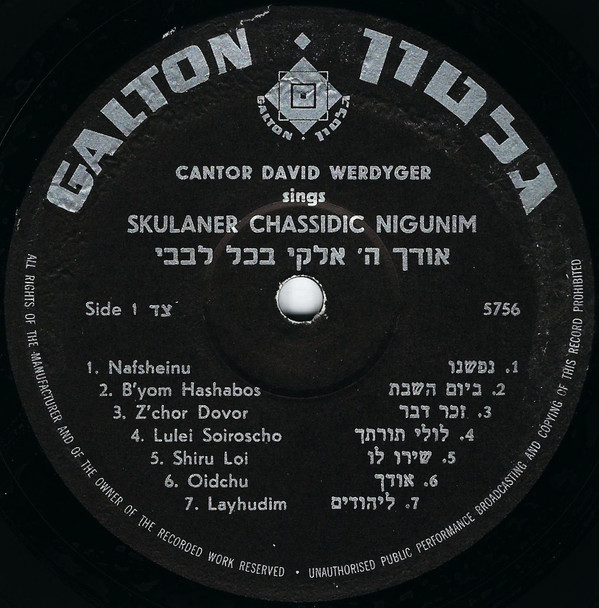 GALTON • גלטון
GALTON • גלטון
CANTOR DAVID WERDYGER
sings
SKULANER CHASSIDIC NIGUNIM
אודך ה' אלקי בכל לבבי
Side 1 צד
5756
1. Nafsheinu
1. נפשנו
2. B'yom Hashabos
2. ביום השבת
3. Z'chor Dovor
3. זכר דבר
4. Lulei Soiroscho
4. לולי תורתך
5. Shiru Loi
5. שירו לו
6. Oidchu
6. אודך
7. Layhudim
7. ליהודים
ALL RIGHTS OF THE MANUFACTURER AND OF THE OWNER OF THE RECORDED WORK RESERVED • UNAUTHORISED PUBLIC PERFORMANCE BROADCASTING AND COPYING OF THIS RECORD PROHIBITED